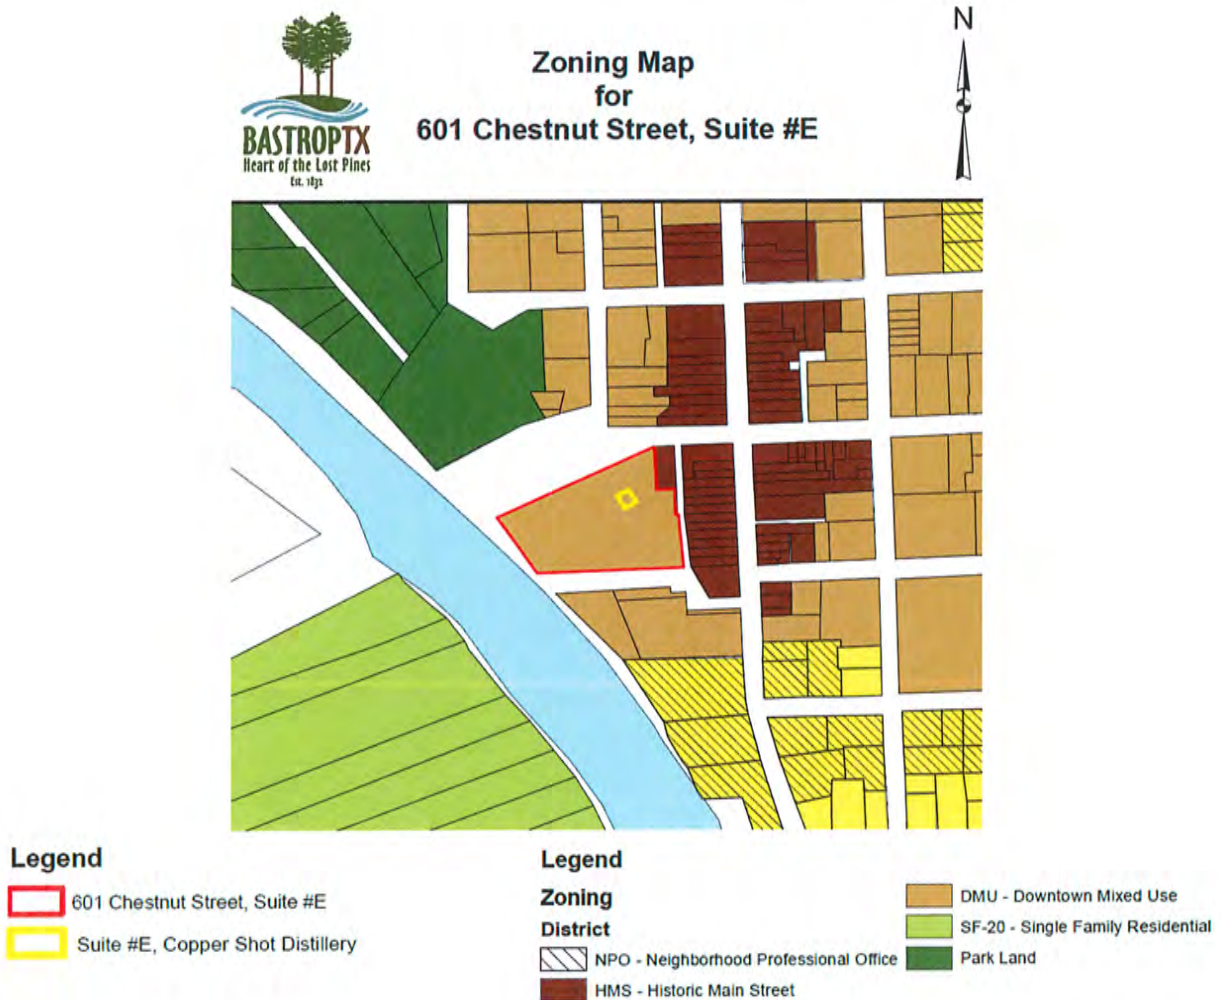 N
Zoning Map
for
601 Chestnut Street, Suite #E
BASTROPTX
Heart of the Lost Pines
Est. 1832
Legend
601 Chestnut Street, Suite #E
Suite #E, Copper Shot Distillery
Legend
Zoning
District
NPO - Neighborhood Professional Office
HMS - Historic Main Street
DMU - Downtown Mixed Use
SF-20 - Single Family Residential
Park Land